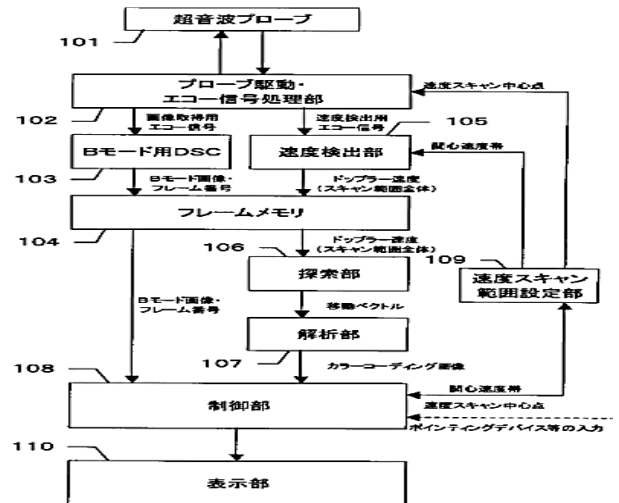 超音波プローブ
101
プローブ駆動・
エコー信号処理部
102
速度スキャン中心点
画像取得用
エコー信号
速度検出用
エコー信号
105
Bモード用DSC
速度検出部
関心速度帯
103
Bモード画像・
フレーム番号
ドップラー速度
(スキャン範囲全体)
フレームメモリ
104
106
ドップラー速度
(スキャン範囲全体)
109
探索部
速度スキャン
範囲設定部
Bモード画像・
フレーム番号
移動ベクトル
解析部
107
108
カラーコーディング画像
関心速度帯
制御部
速度スキャン中心点
ポインティングデバイス等の入力
110
表示部